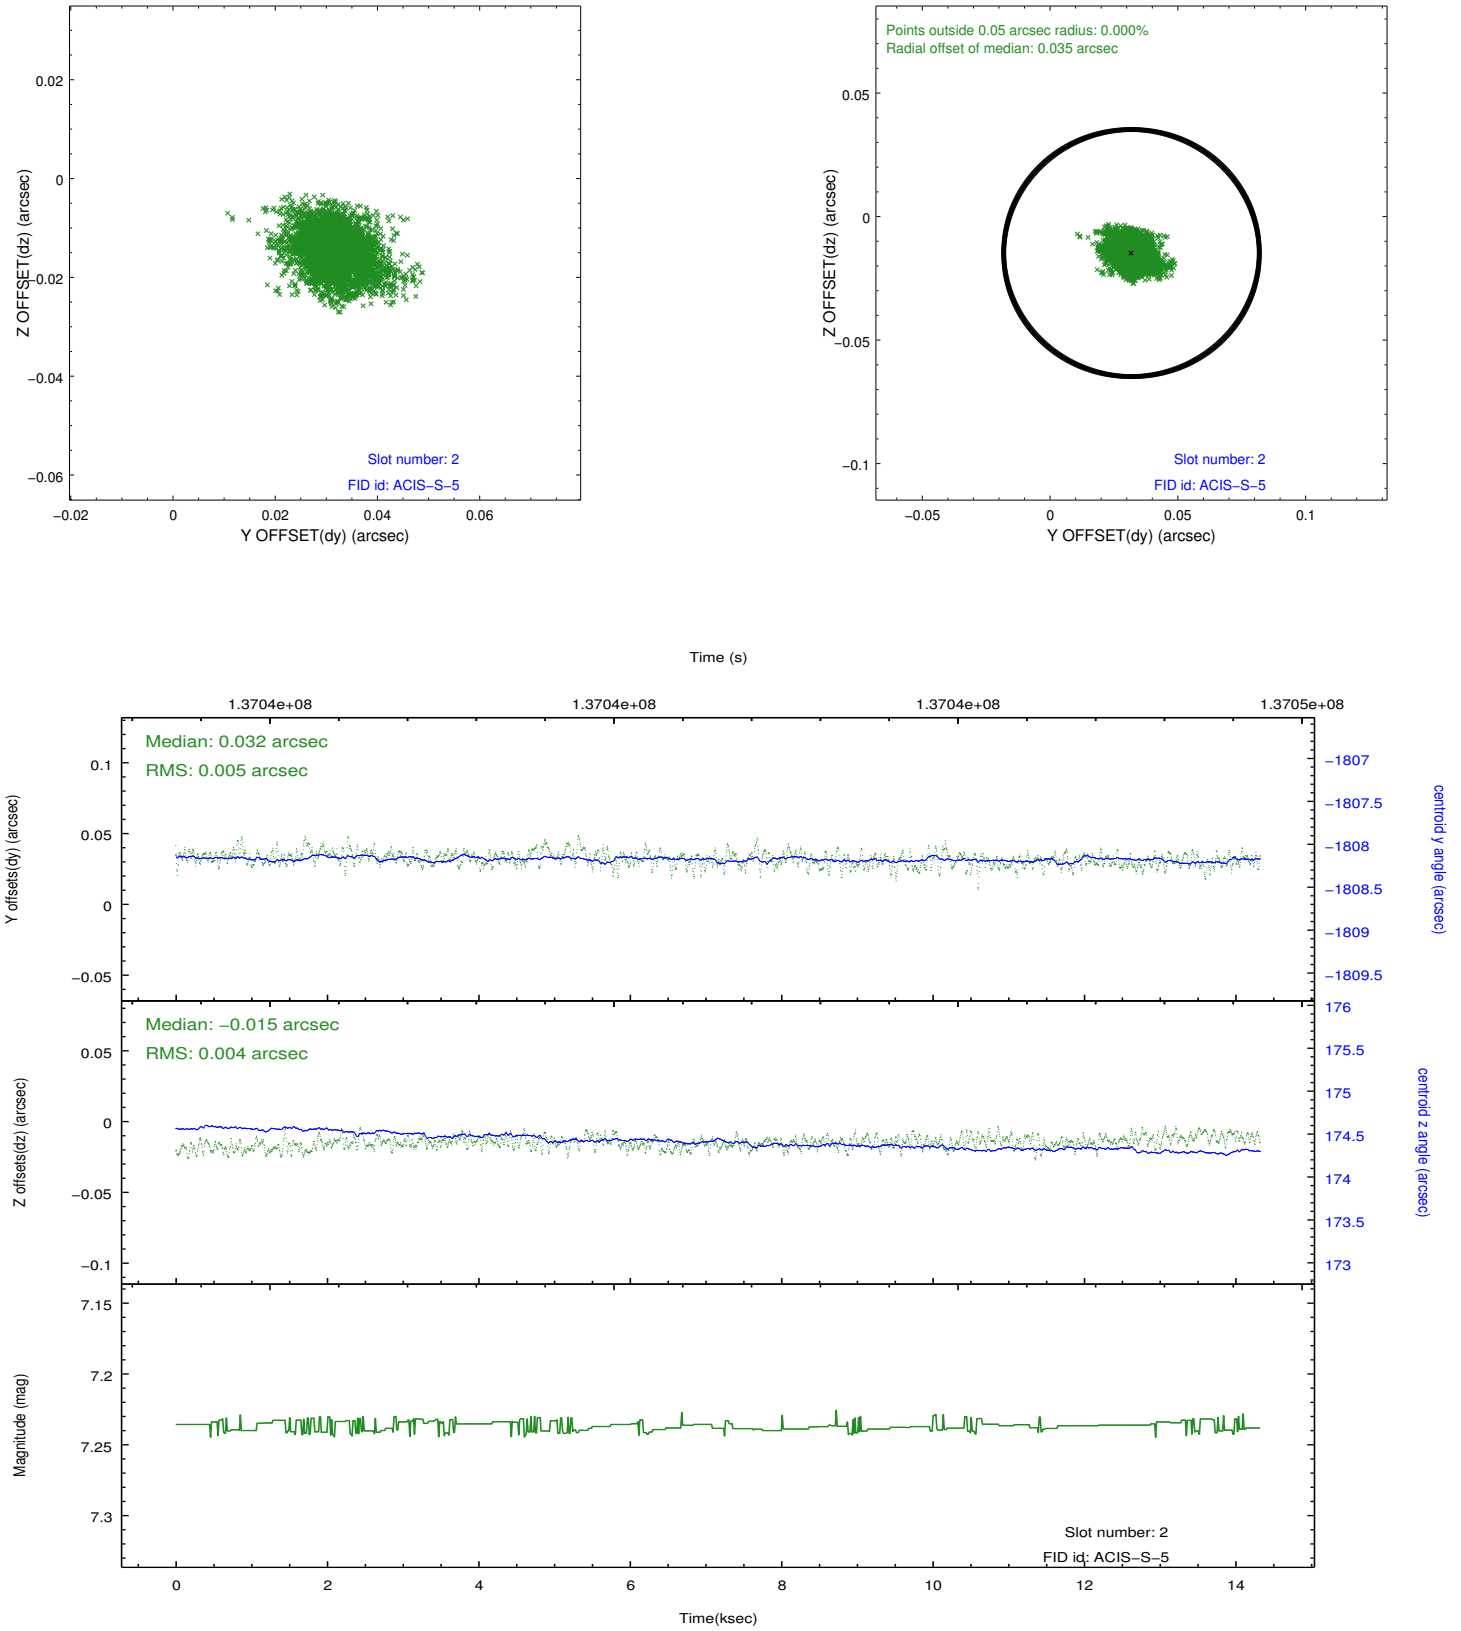 0.02
0
−0.02
−0.04
−0.06
Z OFFSET(dz) (arcsec)
Slot number: 2
FID id: ACIS−S−5
−0.02 0 0.02 0.04 0.06
Y OFFSET(dy) (arcsec)
Points outside 0.05 arcsec radius: 0.000%
Radial offset of median: 0.035 arcsec
0.05
0
−0.05
−0.1
Z OFFSET(dz) (arcsec)
Slot number: 2
FID id: ACIS−S−5
−0.05 0 0.05 0.1
Y OFFSET(dy) (arcsec)
Time (s)
1.3704e+08 1.3704e+08 1.3704e+08 1.3705e+08
Median: 0.032 arcsec
RMS: 0.005 arcsec
0.1
0.05
0
−0.05
Y offsets(dy) (arcsec)
−1807
−1807.5
−1808
−1808.5
−1809
−1809.5
centroid y angle (arcsec)
Median: −0.015 arcsec
RMS: 0.004 arcsec
0.05
0
−0.05
−0.1
Z offsets(dz) (arcsec)
176
175.5
175
174.5
174
173.5
173
centroid z angle (arcsec)
7.15
7.2
7.25
7.3
Magnitude (mag)
Slot number: 2
FID id: ACIS−S−5
0 2 4 6 8 10 12 14
Time(ksec)